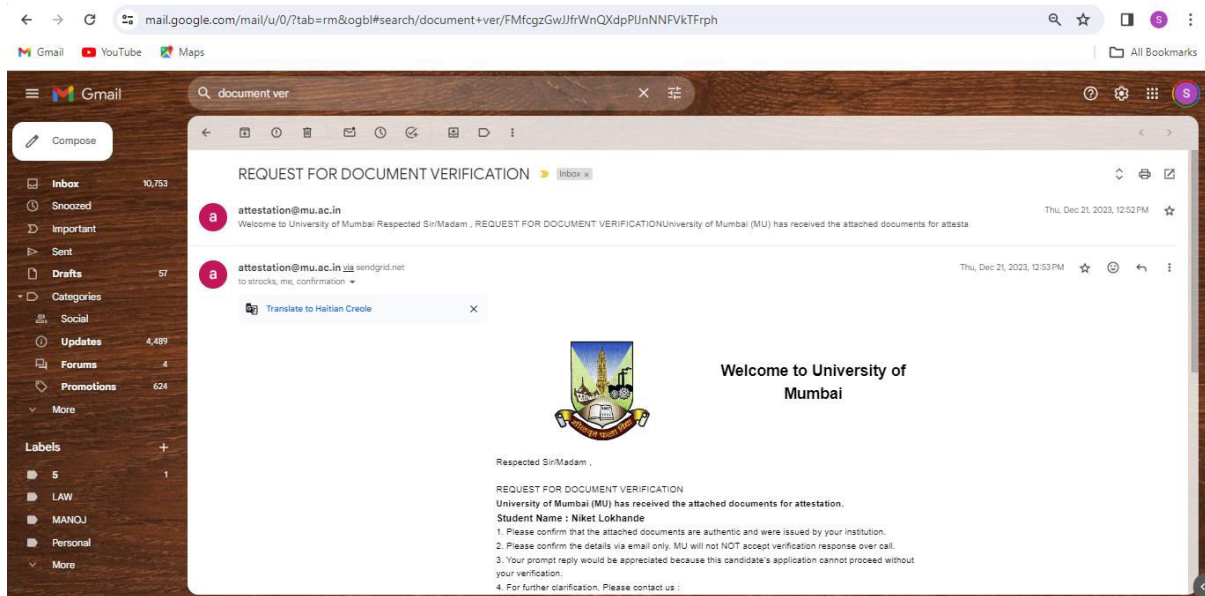 mail.google.com/mail/u/0/?tab=rm&ogbl#search/document+ver/FMfcgzGwJJfrWnQXdpPlJnNNFVkTFrph
S
Gmail YouTube Maps All Bookmarks
Gmail document ver S
Compose
REQUEST FOR DOCUMENT VERIFICATION Inbox x
Inbox 10,753
Snoozed
Important
Sent
Drafts 57
Categories
Social
Updates 4,489
Forums 4
Promotions 624
More
Labels +
5 1
LAW
MANOJ
Personal
More
a attestation@mu.ac.in Thu, Dec 21, 2023, 12:52 PM
Welcome to University of Mumbai Respected Sir/Madam , REQUEST FOR DOCUMENT VERIFICATIONUniversity of Mumbai (MU) has received the attached documents for attesta
a attestation@mu.ac.in via sendgrid.net Thu, Dec 21, 2023, 12:53 PM
to strocks, me, confirmation
Translate to Haitian Creole
Welcome to University of
Mumbai
Respected Sir/Madam ,
REQUEST FOR DOCUMENT VERIFICATION
University of Mumbai (MU) has received the attached documents for attestation.
Student Name : Niket Lokhande
1. Please confirm that the attached documents are authentic and were issued by your institution.
2. Please confirm the details via email only. MU will not NOT accept verification response over call.
3. Your prompt reply would be appreciated because this candidate's application cannot proceed without
your verification.
4. For further clarification, Please contact us :